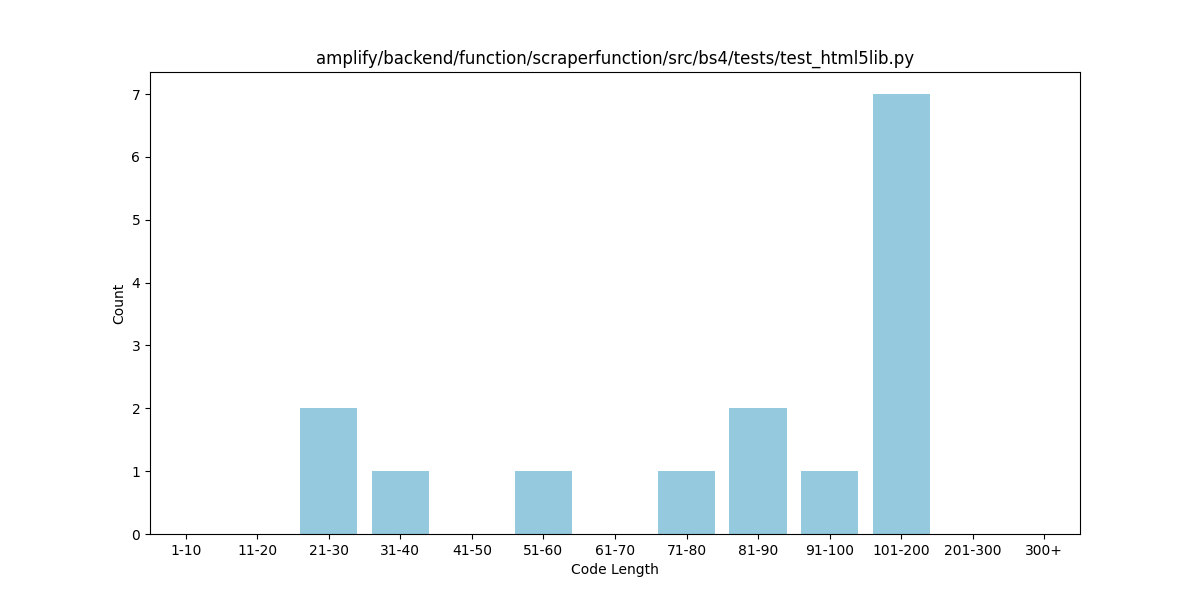 amplify/backend/function/scraperfunction/src/bs4/tests/test_html5lib.py
7
6
5
4
3
2
1
0
Count
1-10 11-20 21-30 31-40 41-50 51-60 61-70 71-80 81-90 91-100 101-200 201-300 300+
Code Length